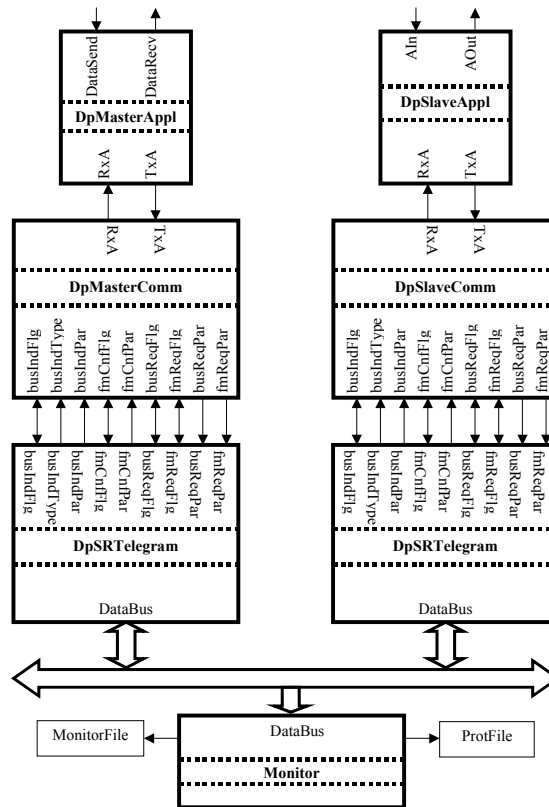 DataSend
DataRecv
DpMasterAppl
RxA
TxA
AIn
AOut
DpSlaveAppl
RxA
TxA
RxA
TxA
DpMasterComm
busIndFlg
busIndType
busIndPar
fmCnfFlg
fmCnfPar
busReqFlg
fmReqFlg
busReqPar
fmReqPar
RxA
TxA
DpSlaveComm
busIndFlg
busIndType
busIndPar
fmCnfFlg
fmCnfPar
busReqFlg
fmReqFlg
busReqPar
fmReqPar
busIndFlg
busIndType
busIndPar
fmCnfFlg
fmCnfPar
busReqFlg
fmReqFlg
busReqPar
fmReqPar
DpSRTelegram
DataBus
busIndFlg
busIndType
busIndPar
fmCnfFlg
fmCnfPar
busReqFlg
fmReqFlg
busReqPar
fmReqPar
DpSRTelegram
DataBus
MonitorFile
DataBus
Monitor
ProtFile